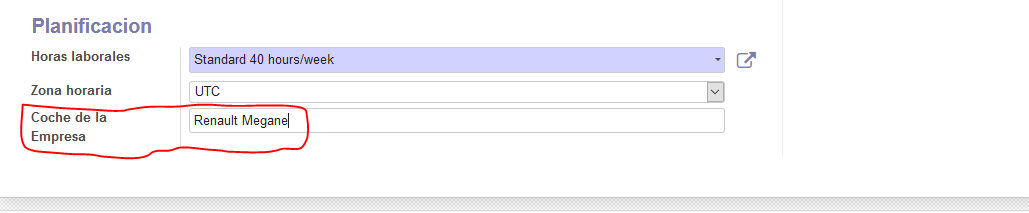 Planificacion
Horas laborales Standard 40 hours/week
Zona horaria UTC
Coche de la Renault Megane
Empresa